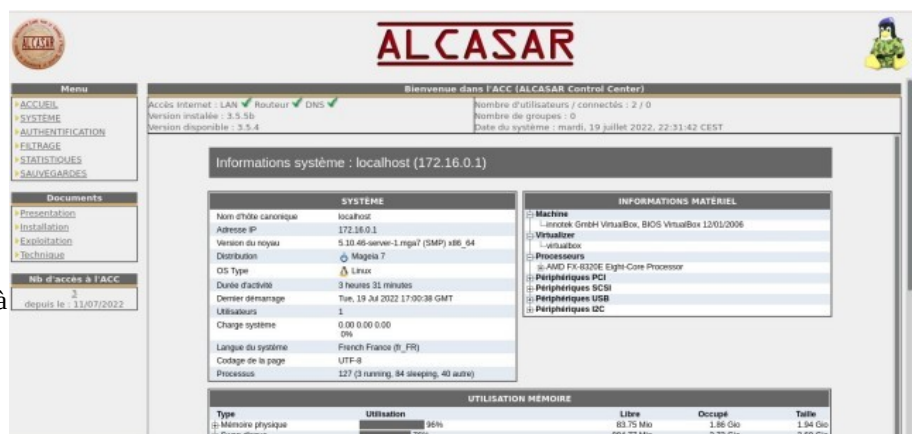 ALCASAR
ALCASAR
Menu
ACCUEIL
SYSTÈME
AUTHENTIFICATION
FILTRAGE
STATISTIQUES
SAUVEGARDES
Documents
Presentation
Installation
Exploitation
Technique
Nb d'accès à l'ACC
3
depuis le : 11/07/2022
à
Bienvenue dans l'ACC (ALCASAR Control Center)
Accès Internet : LAN Routeur DNS
Version installée : 3.5.5b
Version disponible : 3.5.4
Nombre d'utilisateurs / connectés : 2 / 0
Nombre de groupes : 0
Date du système : mardi, 19 juillet 2022, 22:31:42 CEST
Informations système : localhost (172.16.0.1)
SYSTÈME
Nom d'hôte canonique localhost
Adresse IP 172.16.0.1
Version du noyau 5.10.46-server-1.mga7 (SMP) x86_64
Distribution Mageia 7
OS Type Linux
Durée d'activité 3 heures 31 minutes
Dernier démarrage Tue, 19 Jul 2022 17:00:38 GMT
Utilisateurs 1
Charge système 0.00 0.00 0.00
0%
Langue du système French France (fr_FR)
Codage de la page UTF-8
Processus 127 (3 running, 84 sleeping, 40 autre)
INFORMATIONS MATÉRIEL
Machine
innotek GmbH VirtualBox, BIOS VirtualBox 12/01/2006
Virtualizer
virtualbox
Processeurs
AMD FX-8320E Eight-Core Processor
Périphériques PCI
Périphériques SCSI
Périphériques USB
Périphériques I2C
UTILISATION MÉMOIRE
Type Utilisation Libre Occupé Taille
Mémoire physique 96% 83.75 Mio 1.86 Gio 1.94 Gio